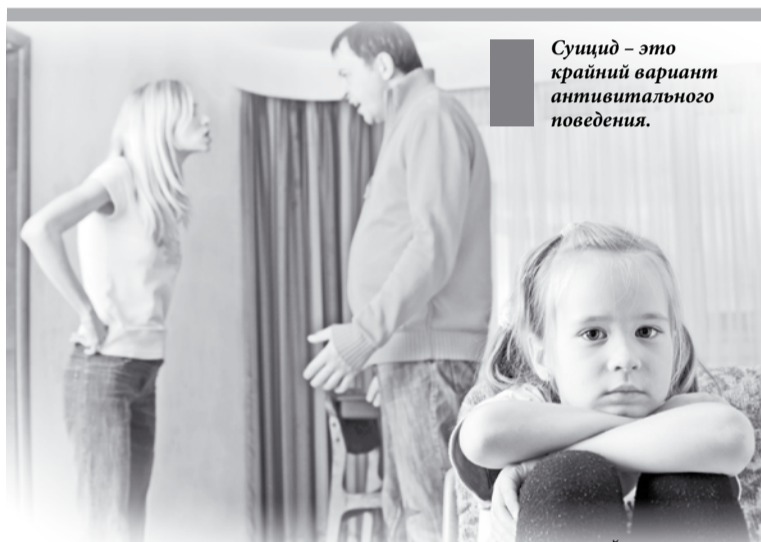 Суицид – это
крайний вариант
антивитального
поведения.